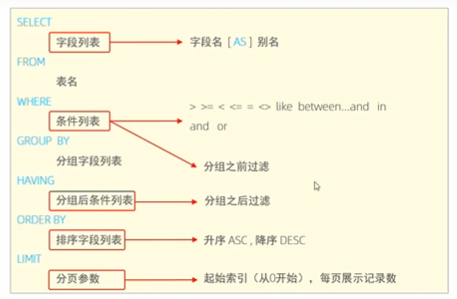 SELECT
字段列表 字段名 [ AS ] 别名
FROM
表名
WHERE
条件列表 > >= < <= = <> like between...and in
and or
GROUP BY 分组之前过滤
分组字段列表
HAVING
分组后条件列表 分组之后过滤
ORDER BY
排序字段列表 升序 ASC , 降序 DESC
LIMIT
分页参数 起始索引（从0开始），每页展示记录数